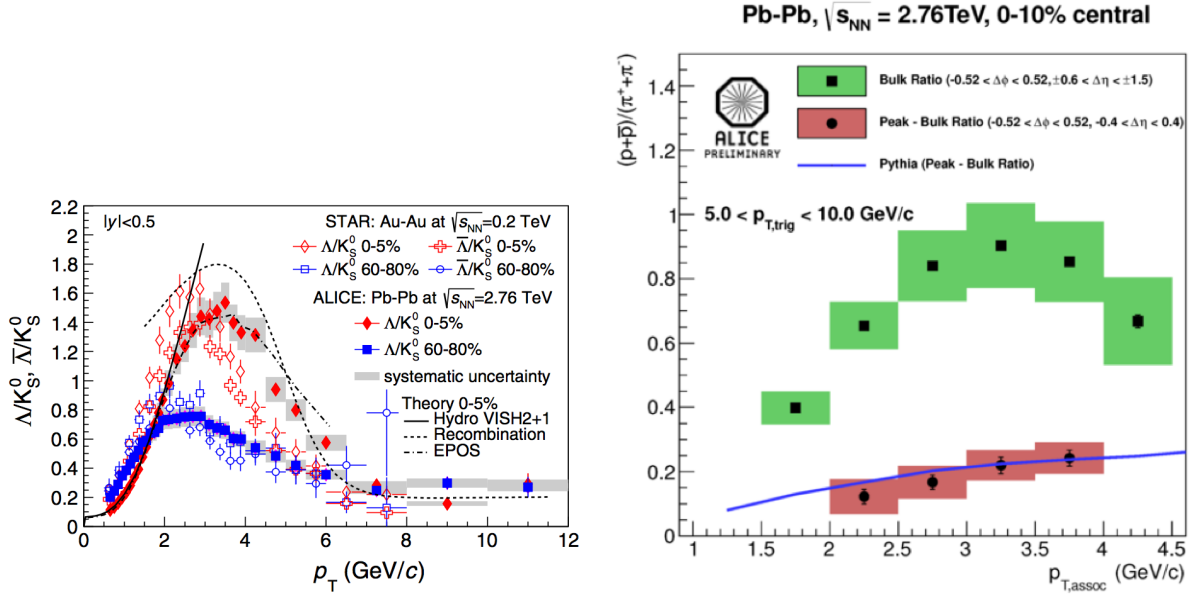 2.2
2
1.8
1.6
1.4
1.2
1
0.8
0.6
0.4
0.2
0
Λ/K⁰S, Λ̅/K⁰S
|y|<0.5
STAR: Au-Au at √sNN=0.2 TeV
Λ/K⁰S 0-5% Λ̅/K⁰S 0-5%
Λ/K⁰S 60-80% Λ̅/K⁰S 60-80%
ALICE: Pb-Pb at √sNN=2.76 TeV
Λ/K⁰S 0-5%
Λ/K⁰S 60-80%
systematic uncertainty
Theory 0-5%
Hydro VISH2+1
Recombination
EPOS
0 2 4 6 8 10 12
pT (GeV/c)
Pb-Pb, √sNN = 2.76TeV, 0-10% central
(p+p̅)/(π⁺+π⁻)
1.4
1.2
1
0.8
0.6
0.4
0.2
0
ALICE
PRELIMINARY
Bulk Ratio (-0.52 < Δϕ < 0.52,±0.6 < Δη < ±1.5)
Peak - Bulk Ratio (-0.52 < Δϕ < 0.52, -0.4 < Δη < 0.4)
Pythia (Peak - Bulk Ratio)
5.0 < pT,trig < 10.0 GeV/c
1 1.5 2 2.5 3 3.5 4 4.5
pT,assoc (GeV/c)